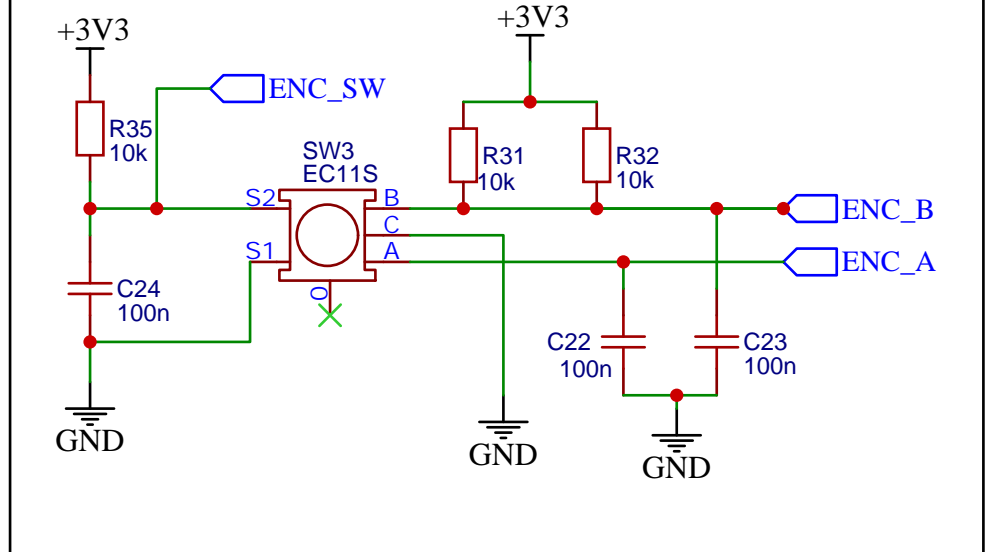 +3V3
ENC_SW
R35
10k
S2
S1
C24
100n
GND
SW3
EC11S
B
C
A
0
+3V3
R31
10k
R32
10k
ENC_B
ENC_A
C22
100n
C23
100n
GND
GND